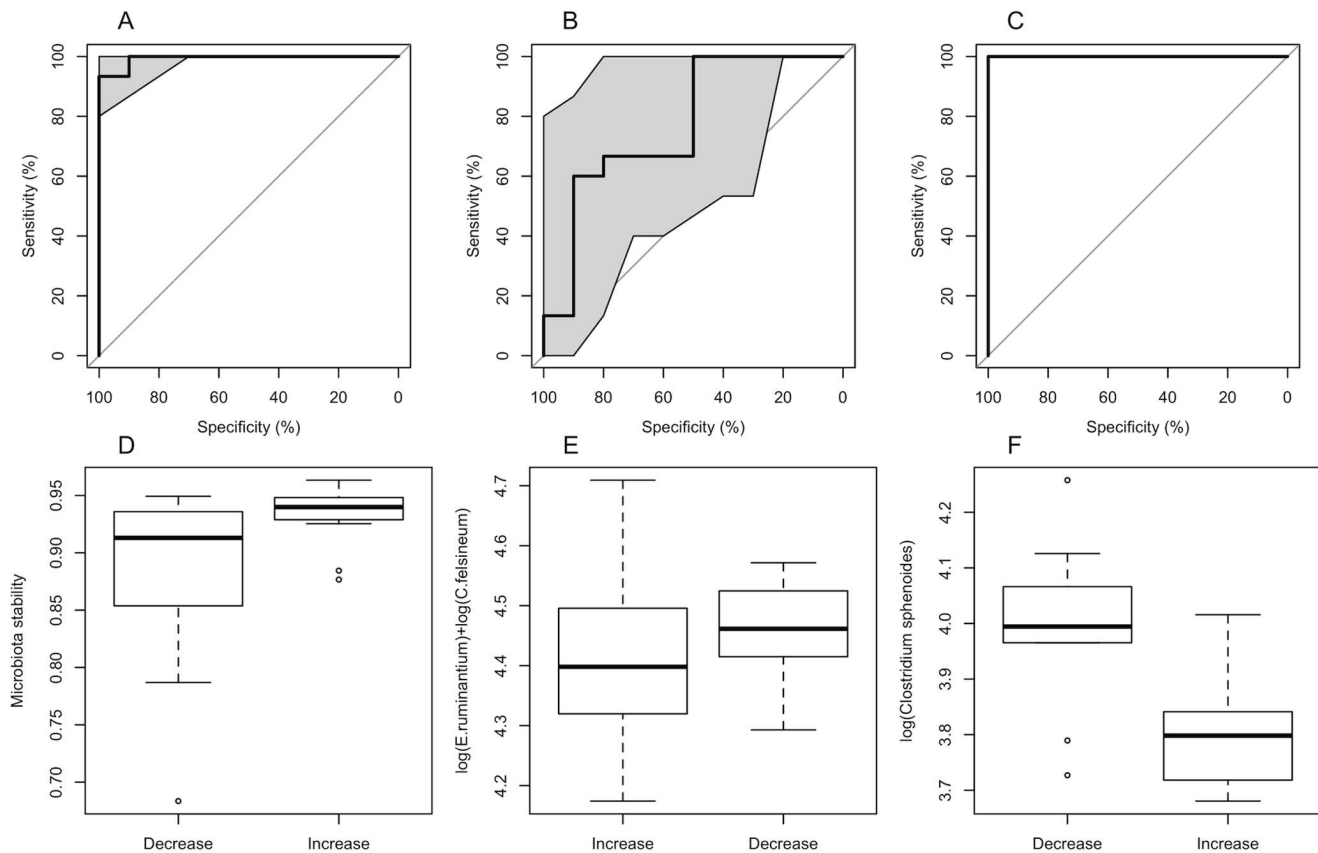 A
B
C
Sensitivity (%)
100
80
60
40
20
0
100 80 60 40 20 0
Specificity (%)
Sensitivity (%)
100
80
60
40
20
0
100 80 60 40 20 0
Specificity (%)
Sensitivity (%)
100
80
60
40
20
0
100 80 60 40 20 0
Specificity (%)
D
E
F
Microbiota stability
0.95
0.90
0.85
0.80
0.75
0.70
Decrease Increase
log(E.ruminantium)+log(C.felsineum)
4.7
4.6
4.5
4.4
4.3
4.2
Increase Decrease
log(Clostridium sphenoides)
4.2
4.1
4.0
3.9
3.8
3.7
Decrease Increase